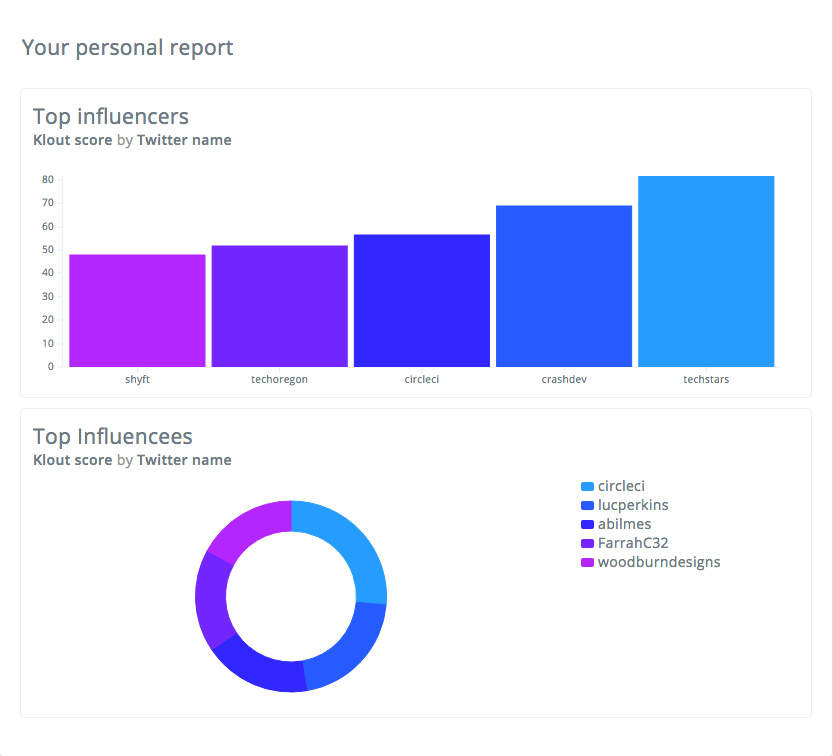 Your personal report
Top influencers
Klout score by Twitter name
80
70
60
50
40
30
20
10
0
shyft techoregon circleci crashdev techstars
Top Influencees
Klout score by Twitter name
circleci
lucperkins
abilmes
FarrahC32
woodburndesigns